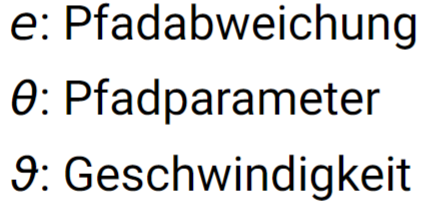 e: Pfadabweichung
θ: Pfadparameter
ϑ: Geschwindigkeit